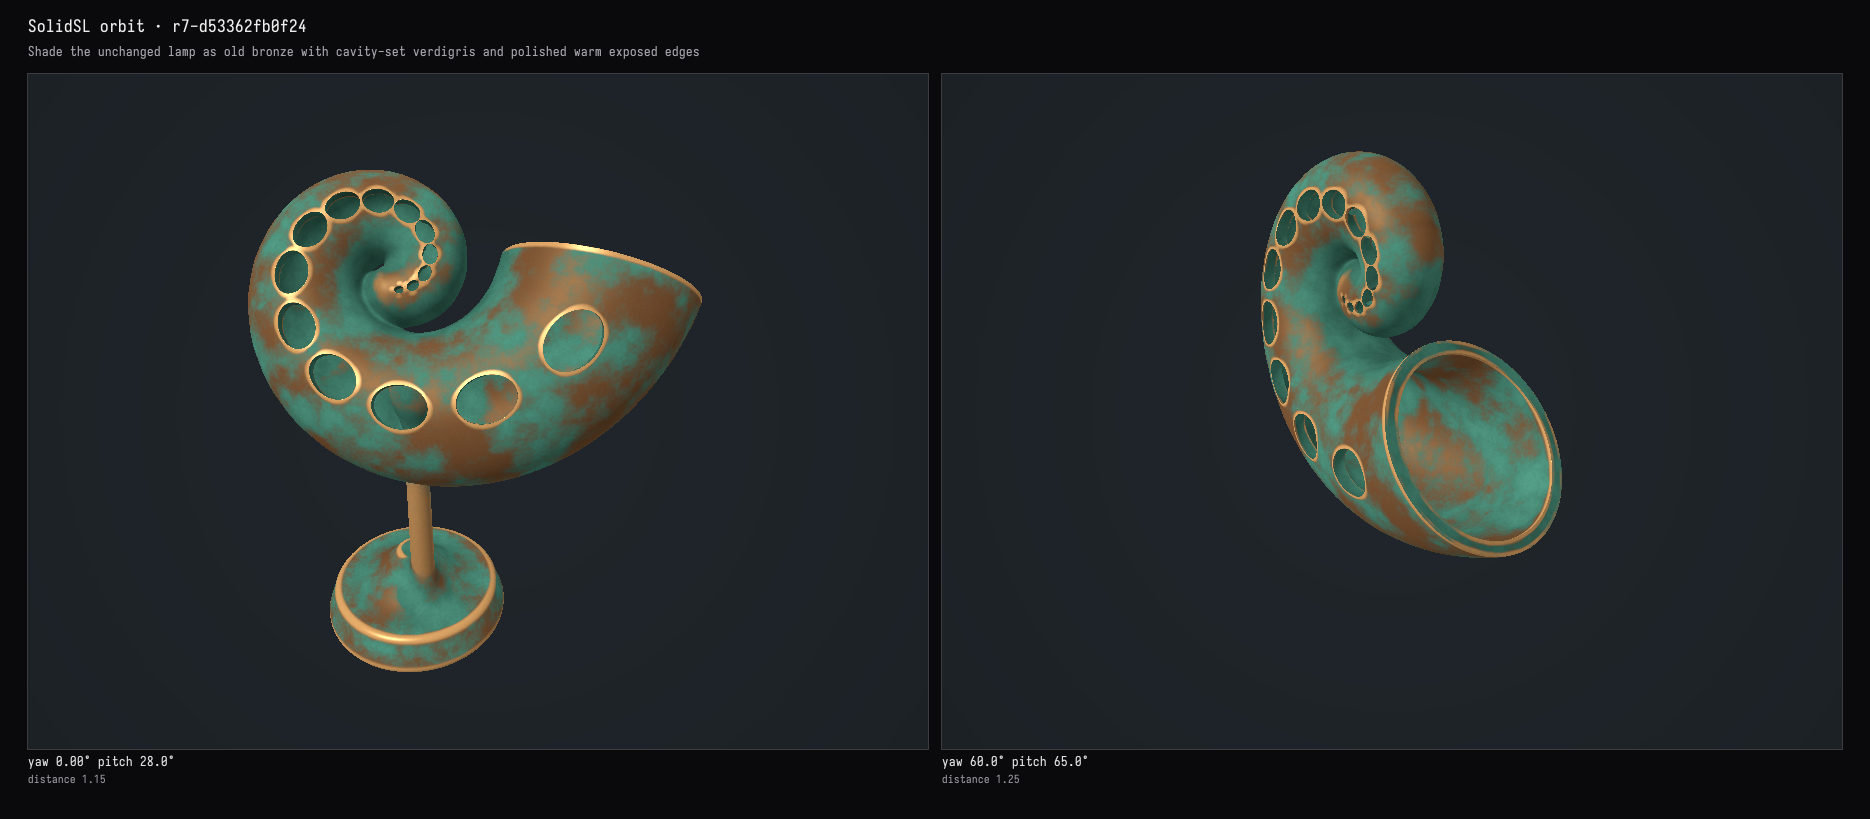 SolidSL orbit · r7-d53362fb0f24
Shade the unchanged lamp as old bronze with cavity-set verdigris and polished warm exposed edges
yaw 0.00° pitch 28.0°
distance 1.15
yaw 60.0° pitch 65.0°
distance 1.25